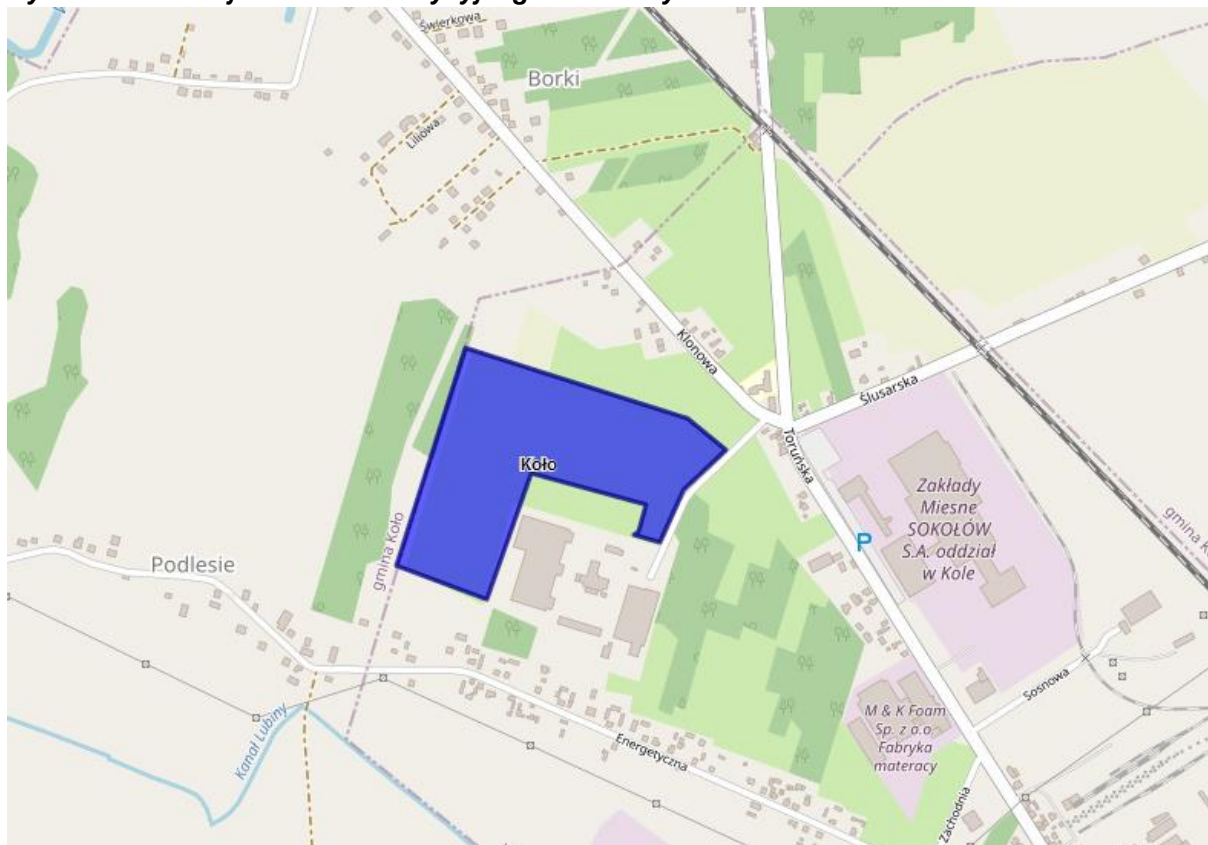 Świerkowa
Borki
Liliowa
Klonowa
Ślusarska
Toruńska
Koło
Zakłady
Miesne
SOKOŁÓW
S.A. oddział
w Kole
P
gmina Koło
Podlesie
Sosnowa
M & K Foam
Sp. z o.o
Fabryka
materacy
Kanał Lubiny
Energetyczna
Zachodnia